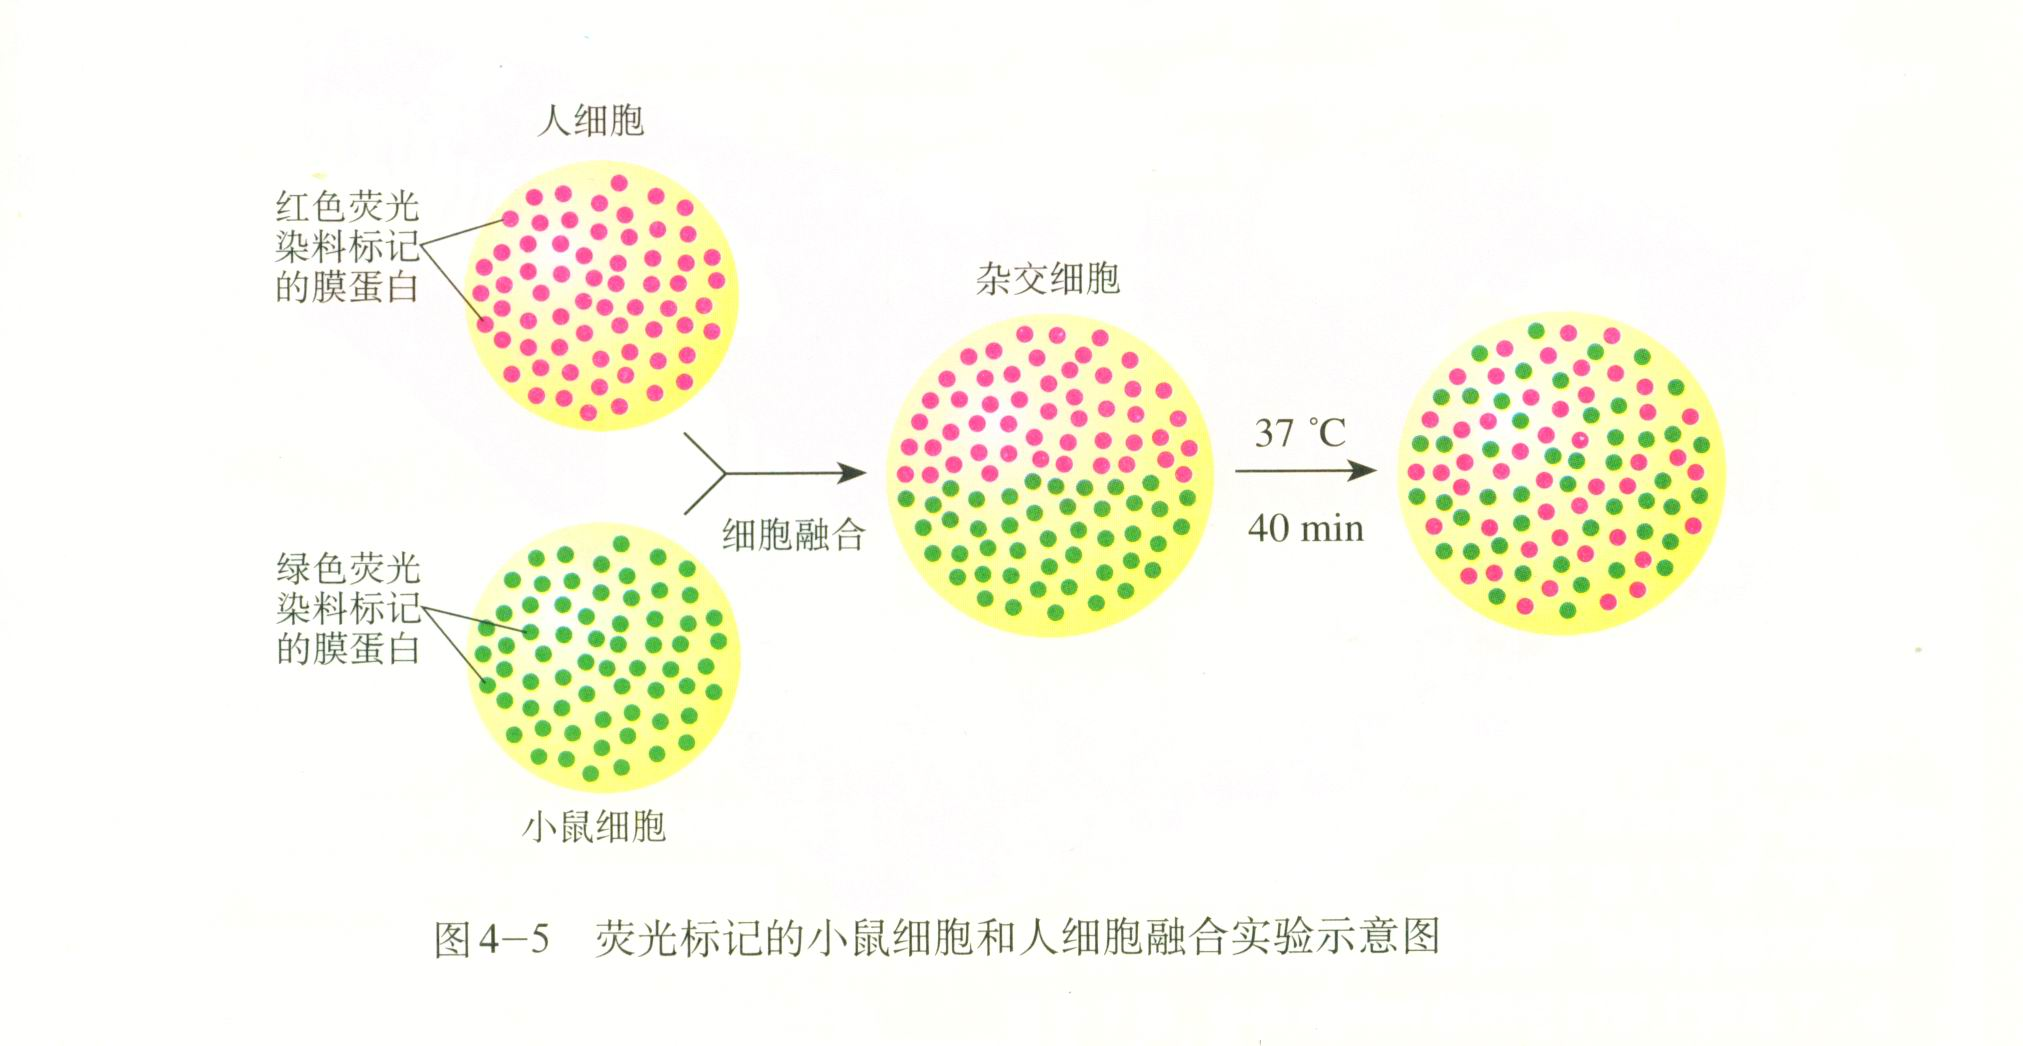 人细胞
红色荧光
染料标记
的膜蛋白
杂交细胞
37 ℃
40 min
细胞融合
绿色荧光
染料标记
的膜蛋白
小鼠细胞
图4-5 荧光标记的小鼠细胞和人细胞融合实验示意图